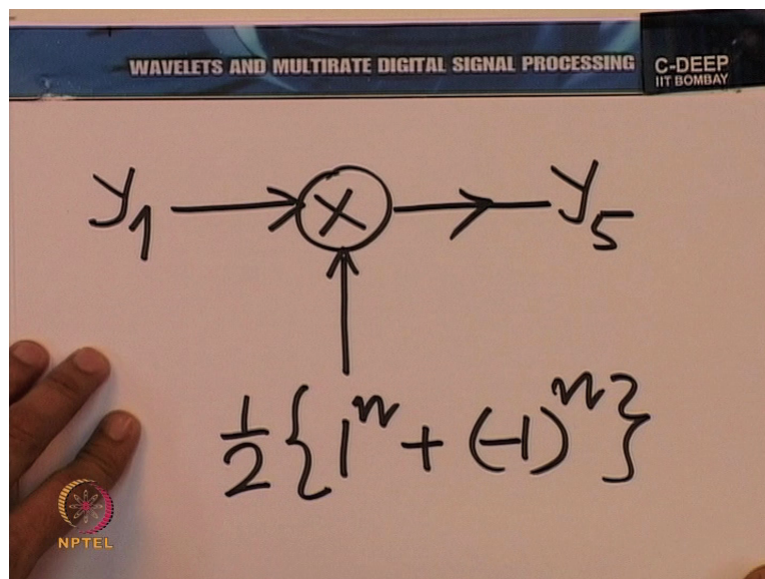 WAVELETS AND MULTIRATE DIGITAL SIGNAL PROCESSING
C-DEEP
IIT BOMBAY
y₁ → X → y₅
↑
½{1ⁿ + (-1)ⁿ}
NPTEL